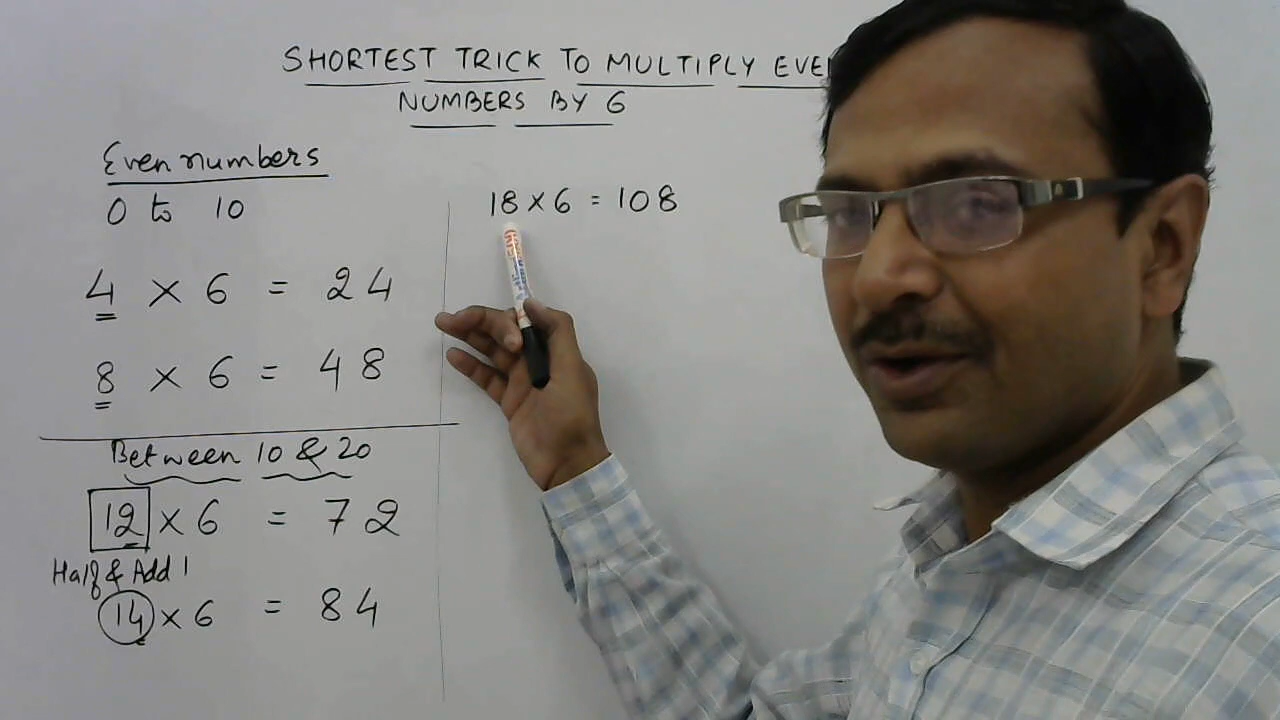 SHORTEST TRICK TO MULTIPLY EVE
NUMBERS BY 6
Even numbers
0 to 10
4 × 6 = 24
8 × 6 = 48
Between 10 & 20
12 × 6 = 72
Half & Add 1
14 × 6 = 84
18 × 6 = 108